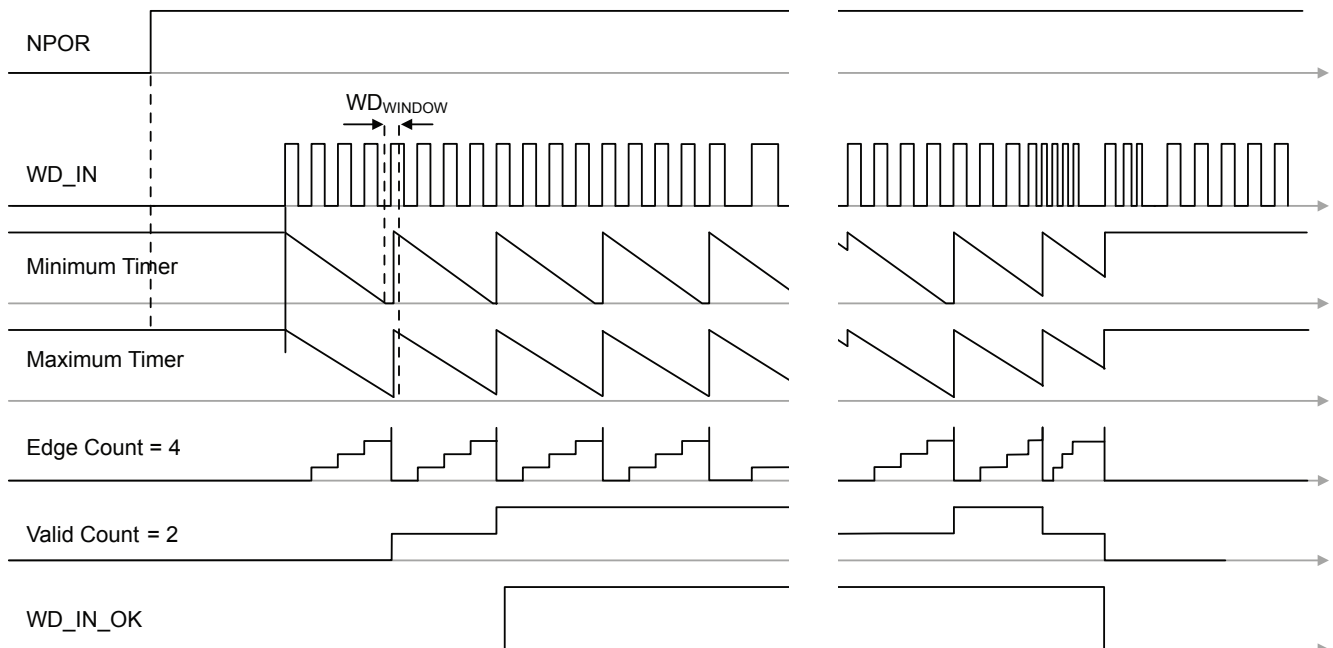 NPOR
WD_WINDOW
WD_IN
Minimum Timer
Maximum Timer
Edge Count = 4
Valid Count = 2
WD_IN_OK